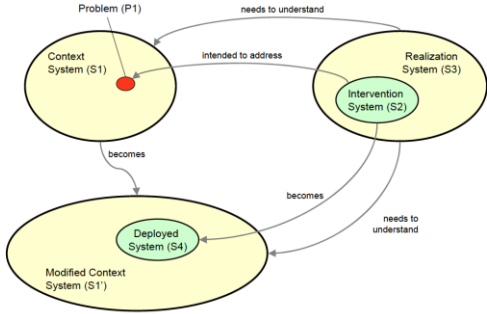 Problem (P1)
needs to understand
Context
System (S1)
intended to address
Realization
System (S3)
Intervention
System (S2)
becomes
becomes
needs to
understand
Deployed
System (S4)
Modified Context
System (S1')